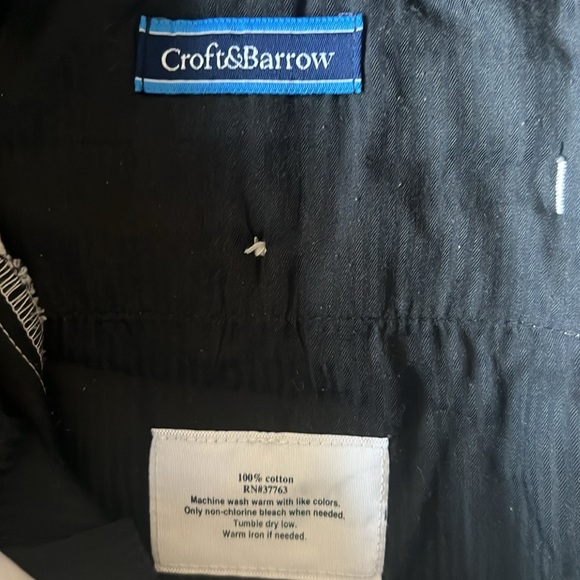 Croft&Barrow
100% cotton
RN#37763
Machine wash warm with like colors.
Only non-chlorine bleach when needed.
Tumble dry low.
Warm iron if needed.